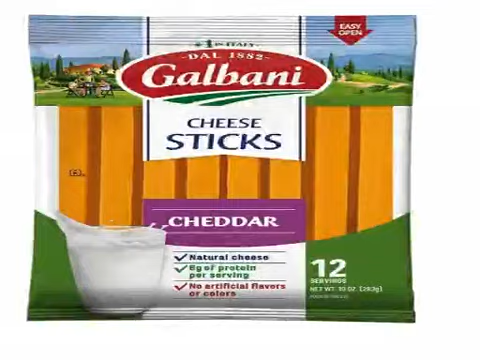 EASY
OPEN
#1 IN ITALY*
-DAL 1882-
Galbani
CHEESE
STICKS
CHEDDAR
Natural cheese
6g of protein
per serving
No artificial flavors
or colors
12
SERVINGS
NET WT. 10 OZ. (283g)